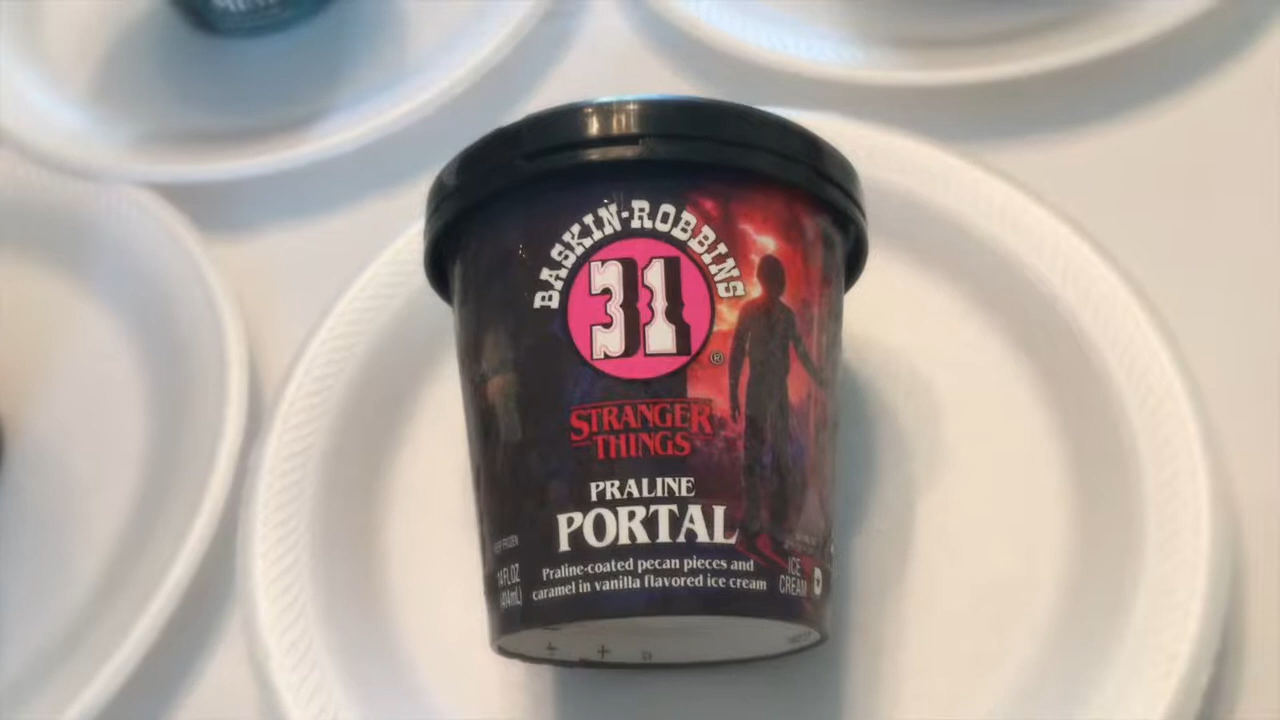 BASKIN-ROBBINS
31
®
STRANGER
THINGS
PRALINE
PORTAL
Praline-coated pecan pieces and
caramel in vanilla flavored ice cream
14 FL OZ
(414mL)
ICE
CREAM
D